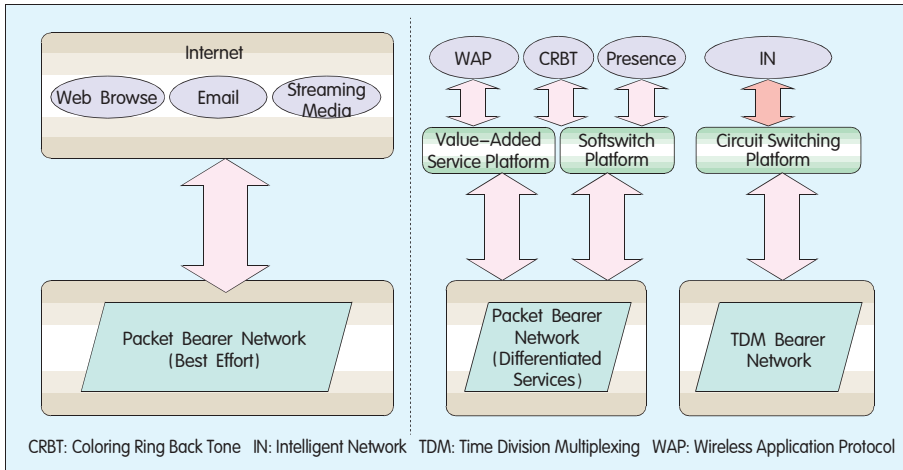 Internet
Web Browse
Email
Streaming
Media
Packet Bearer Network
(Best Effort)
WAP
CRBT
Presence
IN
Value–Added
Service Platform
Softswitch
Platform
Circuit Switching
Platform
Packet Bearer
Network
(Differentiated
Services)
TDM Bearer
Network
CRBT: Coloring Ring Back Tone IN: Intelligent Network TDM: Time Division Multiplexing WAP: Wireless Application Protocol